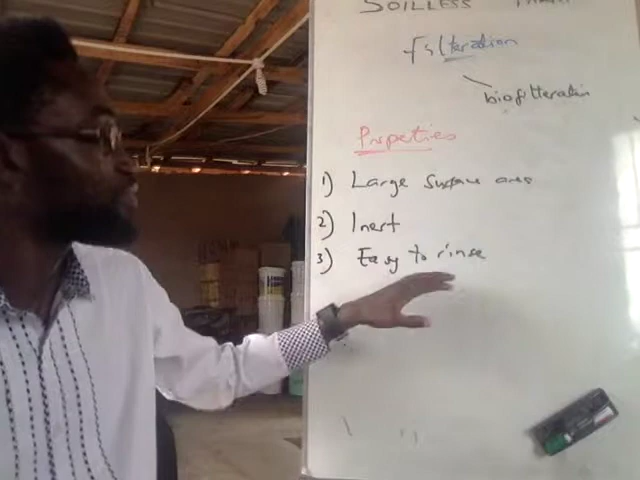 SOILLESS
filteration
biofilteration
Properties
1) Large Surface area
2) Inert
3) Easy to rinse